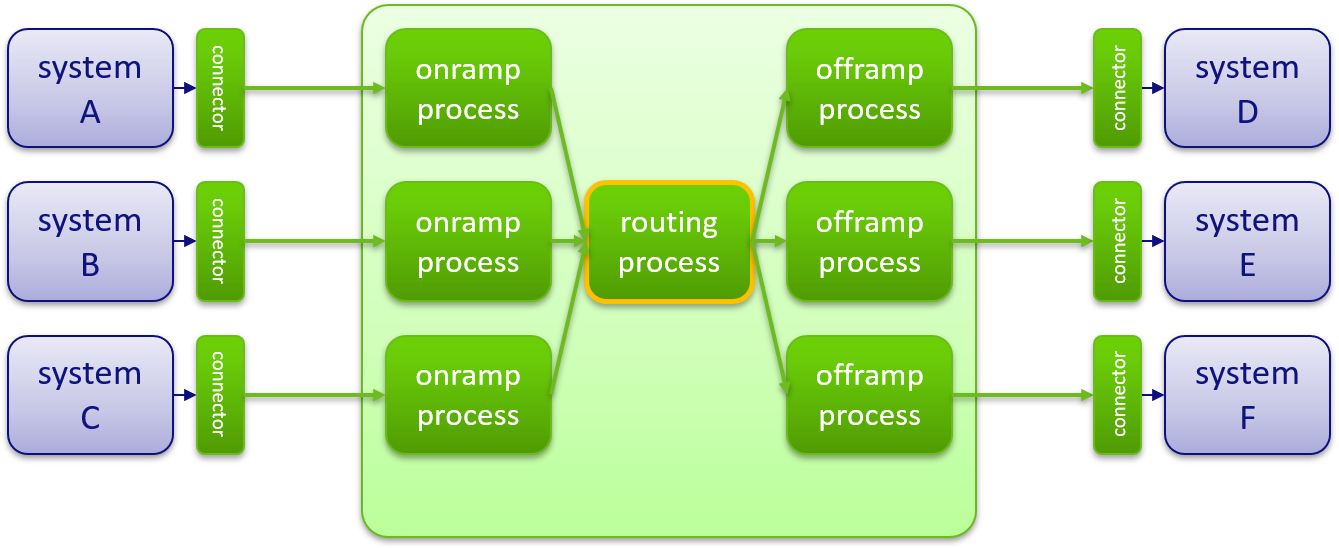 system
A
connector
onramp
process
offramp
process
connector
system
D
system
B
connector
onramp
process
routing
process
offramp
process
connector
system
E
system
C
connector
onramp
process
offramp
process
connector
system
F